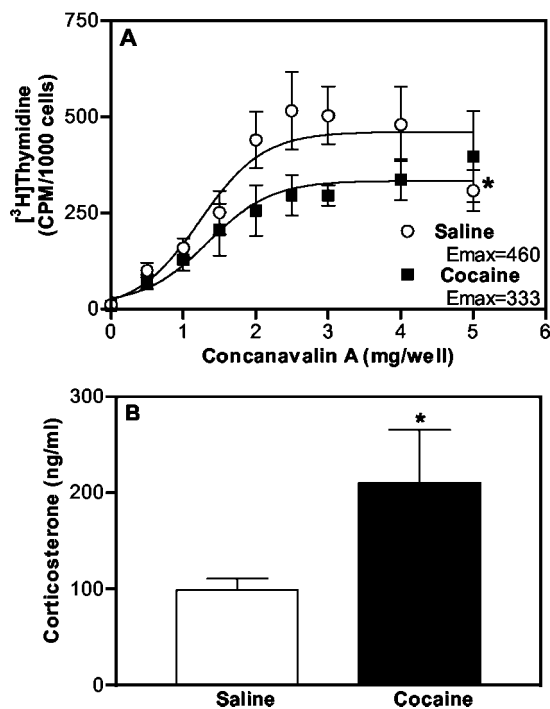 A
[³H]Thymidine
(CPM/1000 cells)
750
500
250
0
*
Saline
Emax=460
Cocaine
Emax=333
0 1 2 3 4 5 6
Concanavalin A (mg/well)
B
Corticosterone (ng/ml)
300
200
100
0
*
Saline Cocaine